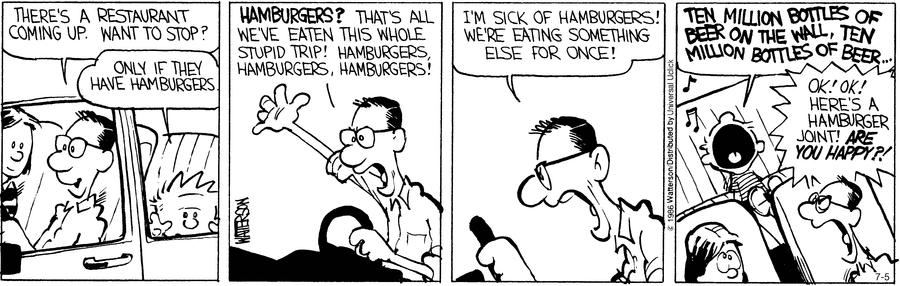 THERE'S A RESTAURANT
COMING UP. WANT TO STOP?
ONLY IF THEY
HAVE HAMBURGERS.
HAMBURGERS? THAT'S ALL
WE'VE EATEN THIS WHOLE
STUPID TRIP! HAMBURGERS,
HAMBURGERS, HAMBURGERS!
WATTERSON
I'M SICK OF HAMBURGERS!
WE'RE EATING SOMETHING
ELSE FOR ONCE!
© 1986 Watterson/Distributed by Universal Uclick
TEN MILLION BOTTLES OF
BEER ON THE WALL, TEN
MILLION BOTTLES OF BEER...
OK! OK!
HERE'S A
HAMBURGER
JOINT! ARE
YOU HAPPY?!
7-5